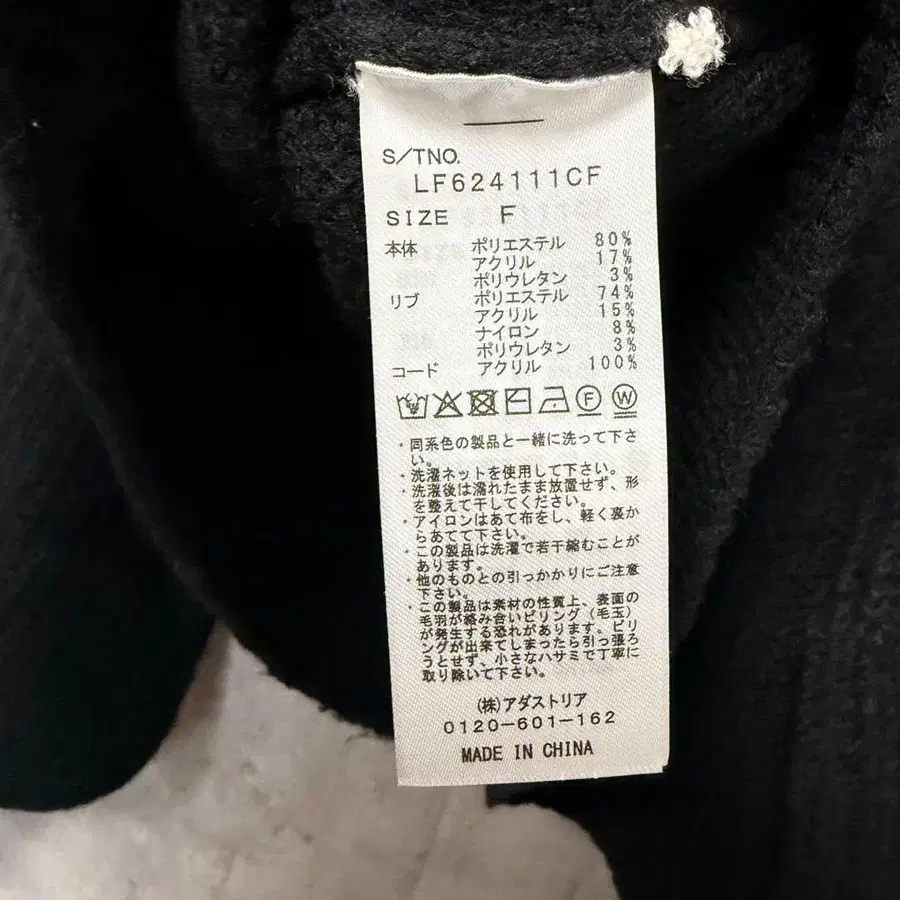 S/TNO.
LF624111CF
SIZE F
本体 ポリエステル 80%
アクリル 17%
ポリウレタン 3%
リブ ポリエステル 74%
アクリル 15%
ナイロン 8%
ポリウレタン 3%
コード アクリル 100%
F W
・同系色の製品と一緒に洗って下さ
い。
・洗濯ネットを使用して下さい。
・洗濯後は濡れたまま放置せず、形
を整えて干してください。
・アイロンはあて布をし、軽く裏か
らあてて下さい。
・この製品は洗濯で若干縮むことが
あります。
・他のものとの引っかかりにご注意
下さい。
・この製品は素材の性質上、表面の
毛羽が絡み合いピリング（毛玉）
が発生する恐れがあります。ピリ
ングが出来てしまったら引っ張ろ
うとせず、小さなハサミで丁寧に
取り除いて下さい。
(株)アダストリア
0120-601-162
MADE IN CHINA